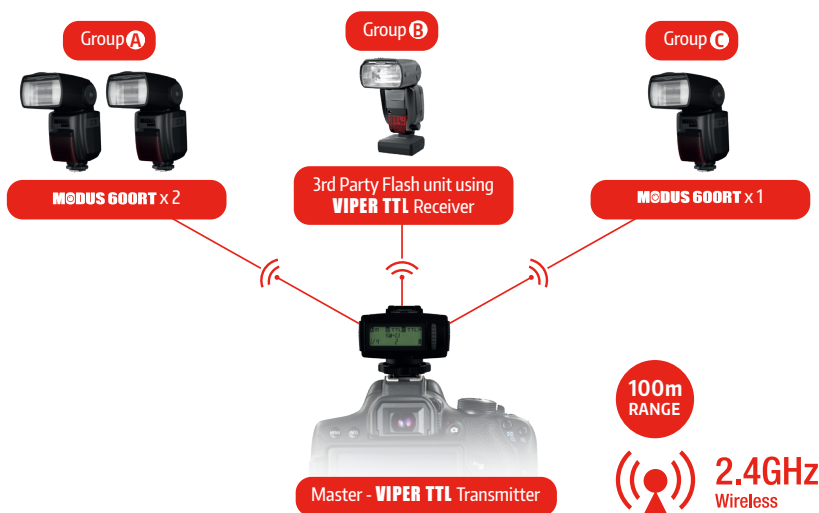 Group A
Group B
Group C
MODUS 600RT x 2
3rd Party Flash unit using
VIPER TTL Receiver
MODUS 600RT x 1
Master - VIPER TTL Transmitter
100m
RANGE
2.4GHz
Wireless